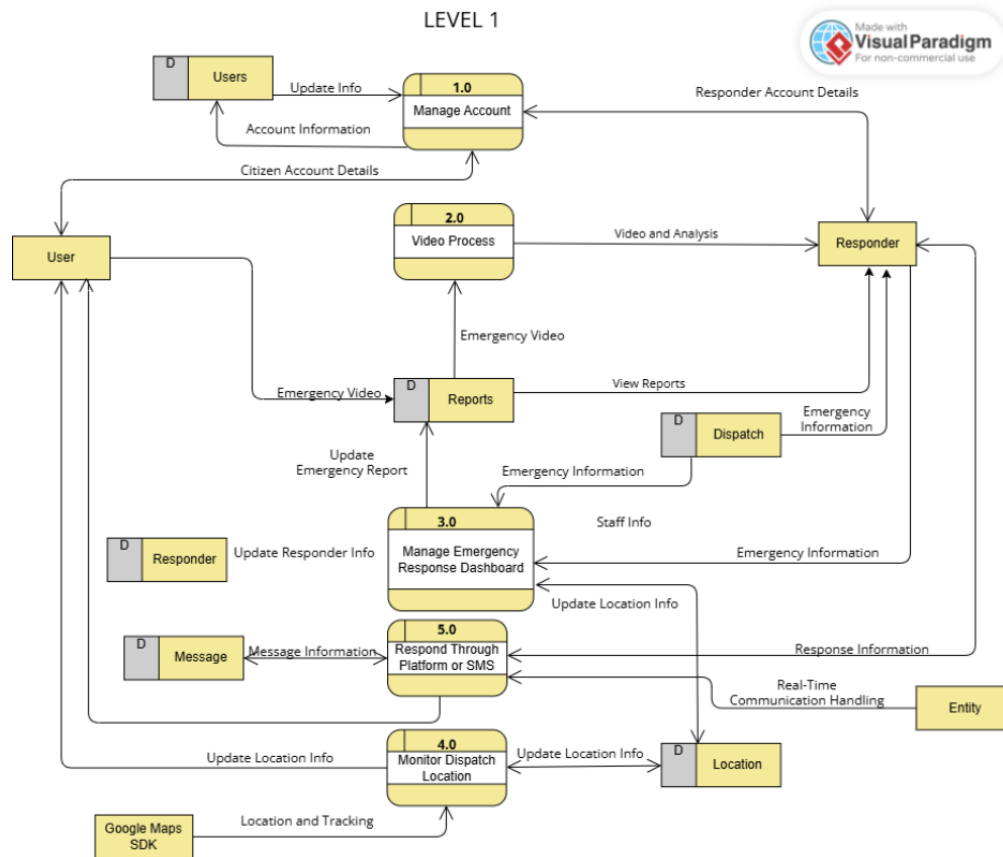 LEVEL 1
Made with
Visual Paradigm
For non-commercial use
D
Users
Update Info
1.0
Manage Account
Responder Account Details
Account Information
Citizen Account Details
2.0
Video Process
Video and Analysis
User
Responder
Emergency Video
D
Reports
Emergency Video
View Reports
D
Dispatch
Emergency
Information
Update
Emergency Report
Emergency Information
3.0
Manage Emergency
Response Dashboard
Staff Info
D
Responder
Update Responder Info
Emergency Information
Update Location Info
5.0
Respond Through
Platform or SMS
D
Message
Message Information
Response Information
Real-Time
Communication Handling
Entity
4.0
Monitor Dispatch
Location
Update Location Info
Update Location Info
D
Location
Google Maps
SDK
Location and Tracking